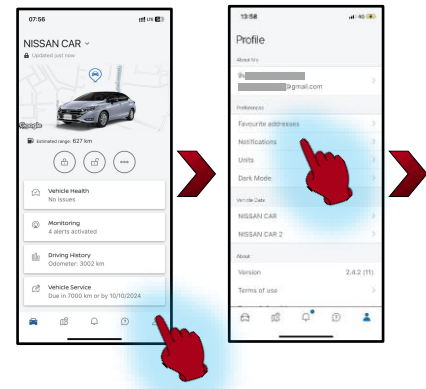 07:56
LTE
NISSAN CAR
Updated just now
Google
Estimated range: 627 km
Vehicle Health
No issues
Monitoring
4 alerts activated
Driving History
Odometer: 3002 km
Vehicle Service
Due in 7000 km or by 10/10/2024
13:58
Profile
About Me
@gmail.com
Preferences
Favourite addresses
Notifications
Units
Dark Mode
Vehicle Data
NISSAN CAR
NISSAN CAR 2
About
Version 2.4.2 (11)
Terms of use